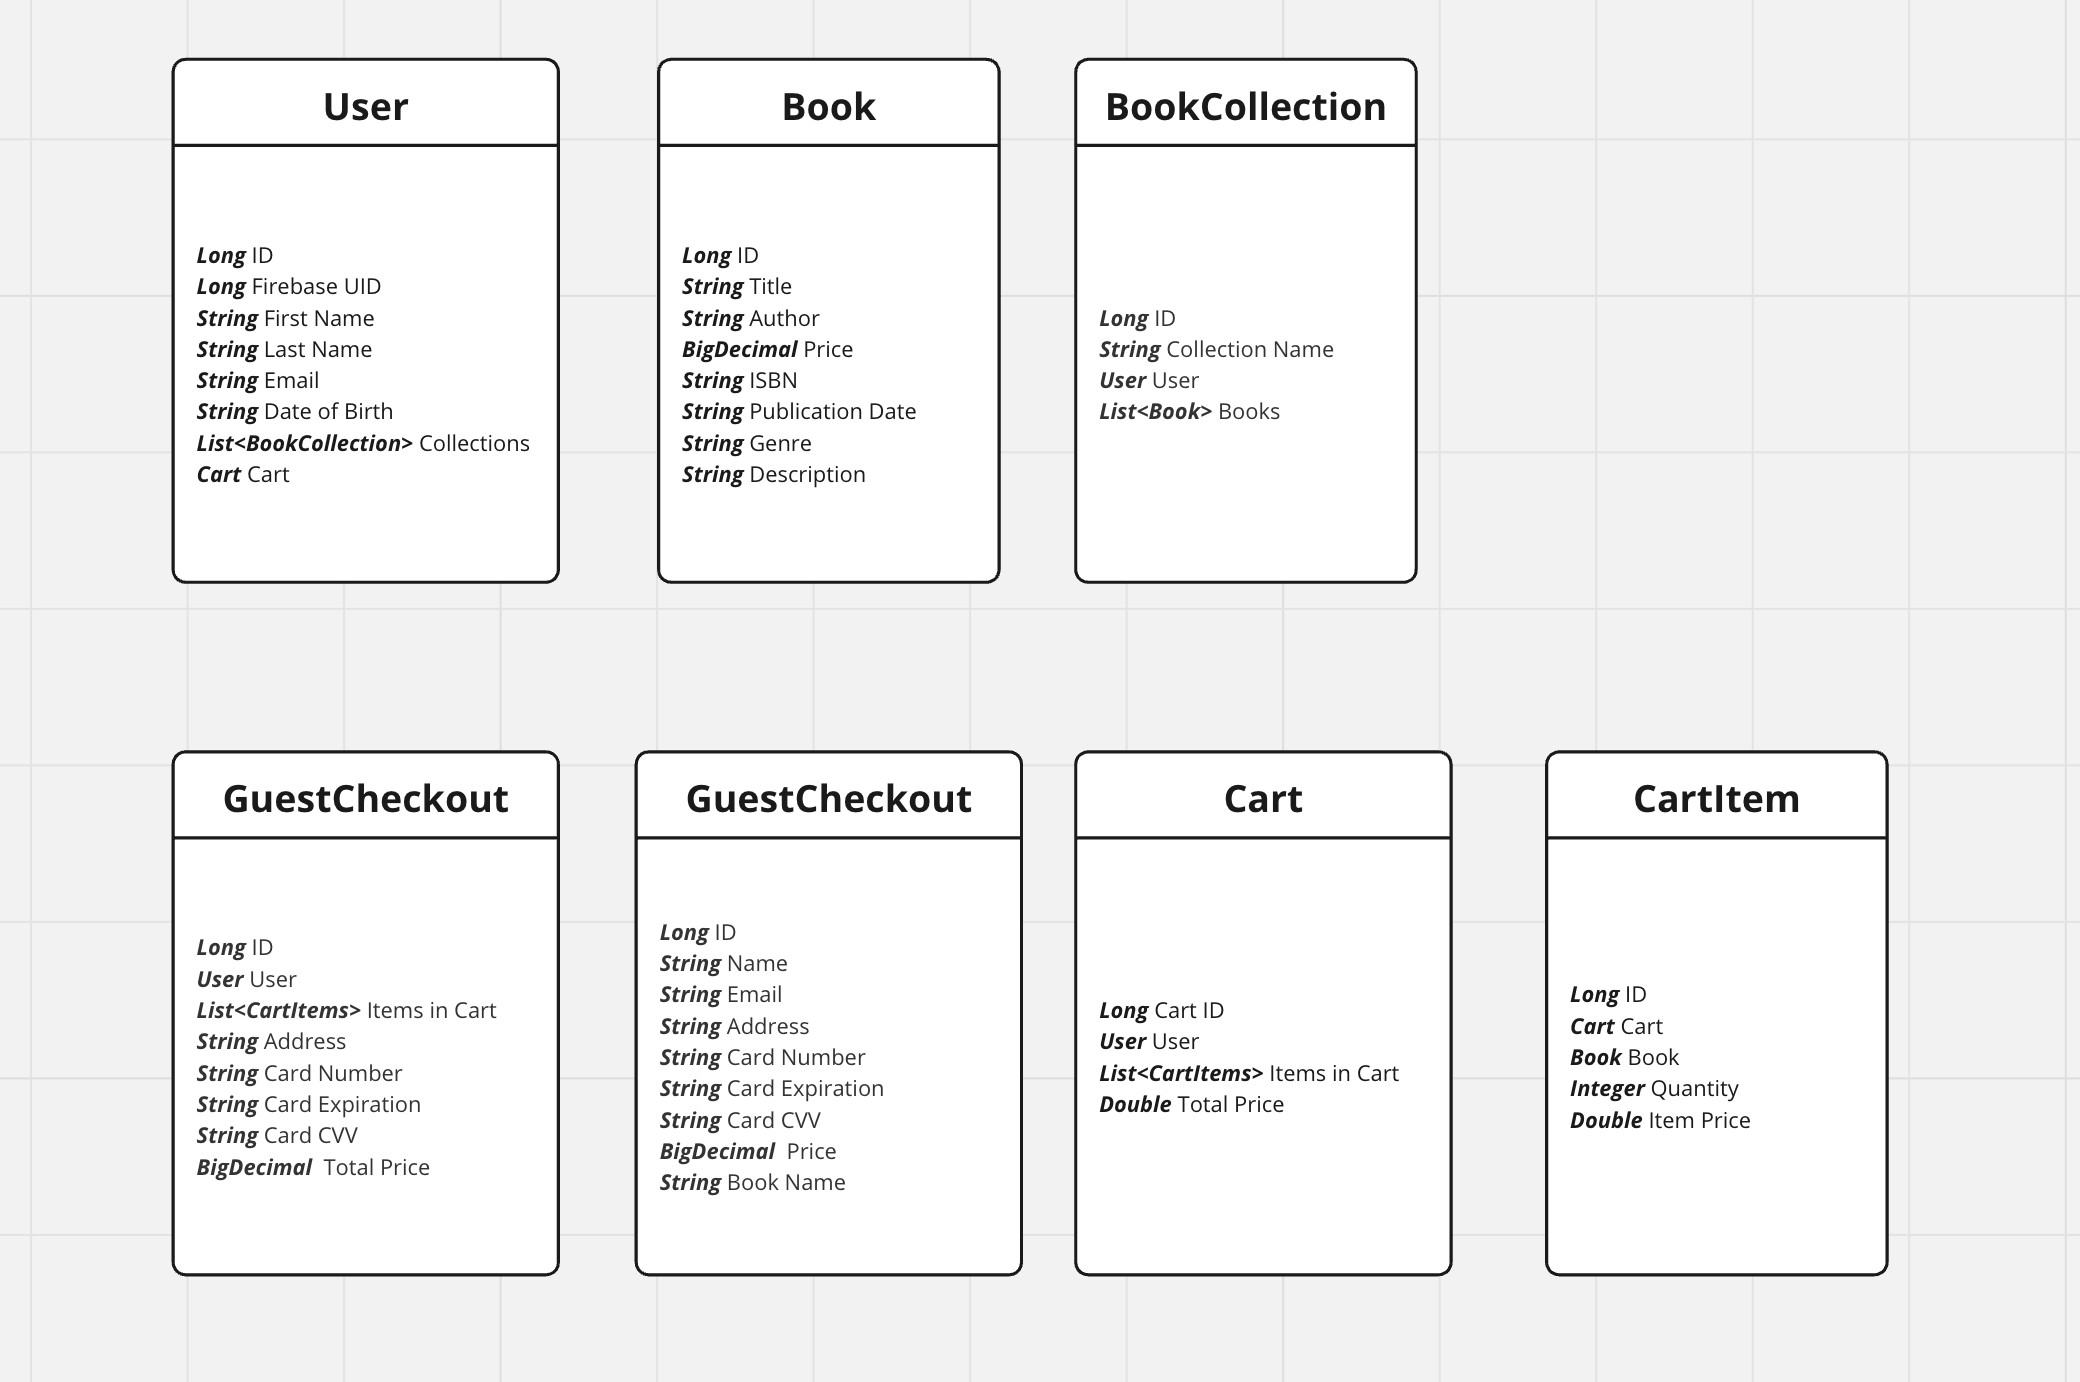 User
Long ID
Long Firebase UID
String First Name
String Last Name
String Email
String Date of Birth
List<BookCollection> Collections
Cart Cart
Book
Long ID
String Title
String Author
BigDecimal Price
String ISBN
String Publication Date
String Genre
String Description
BookCollection
Long ID
String Collection Name
User User
List<Book> Books
GuestCheckout
Long ID
User User
List<CartItems> Items in Cart
String Address
String Card Number
String Card Expiration
String Card CVV
BigDecimal  Total Price
GuestCheckout
Long ID
String Name
String Email
String Address
String Card Number
String Card Expiration
String Card CVV
BigDecimal  Price
String Book Name
Cart
Long Cart ID
User User
List<CartItems> Items in Cart
Double Total Price
CartItem
Long ID
Cart Cart
Book Book
Integer Quantity
Double Item Price